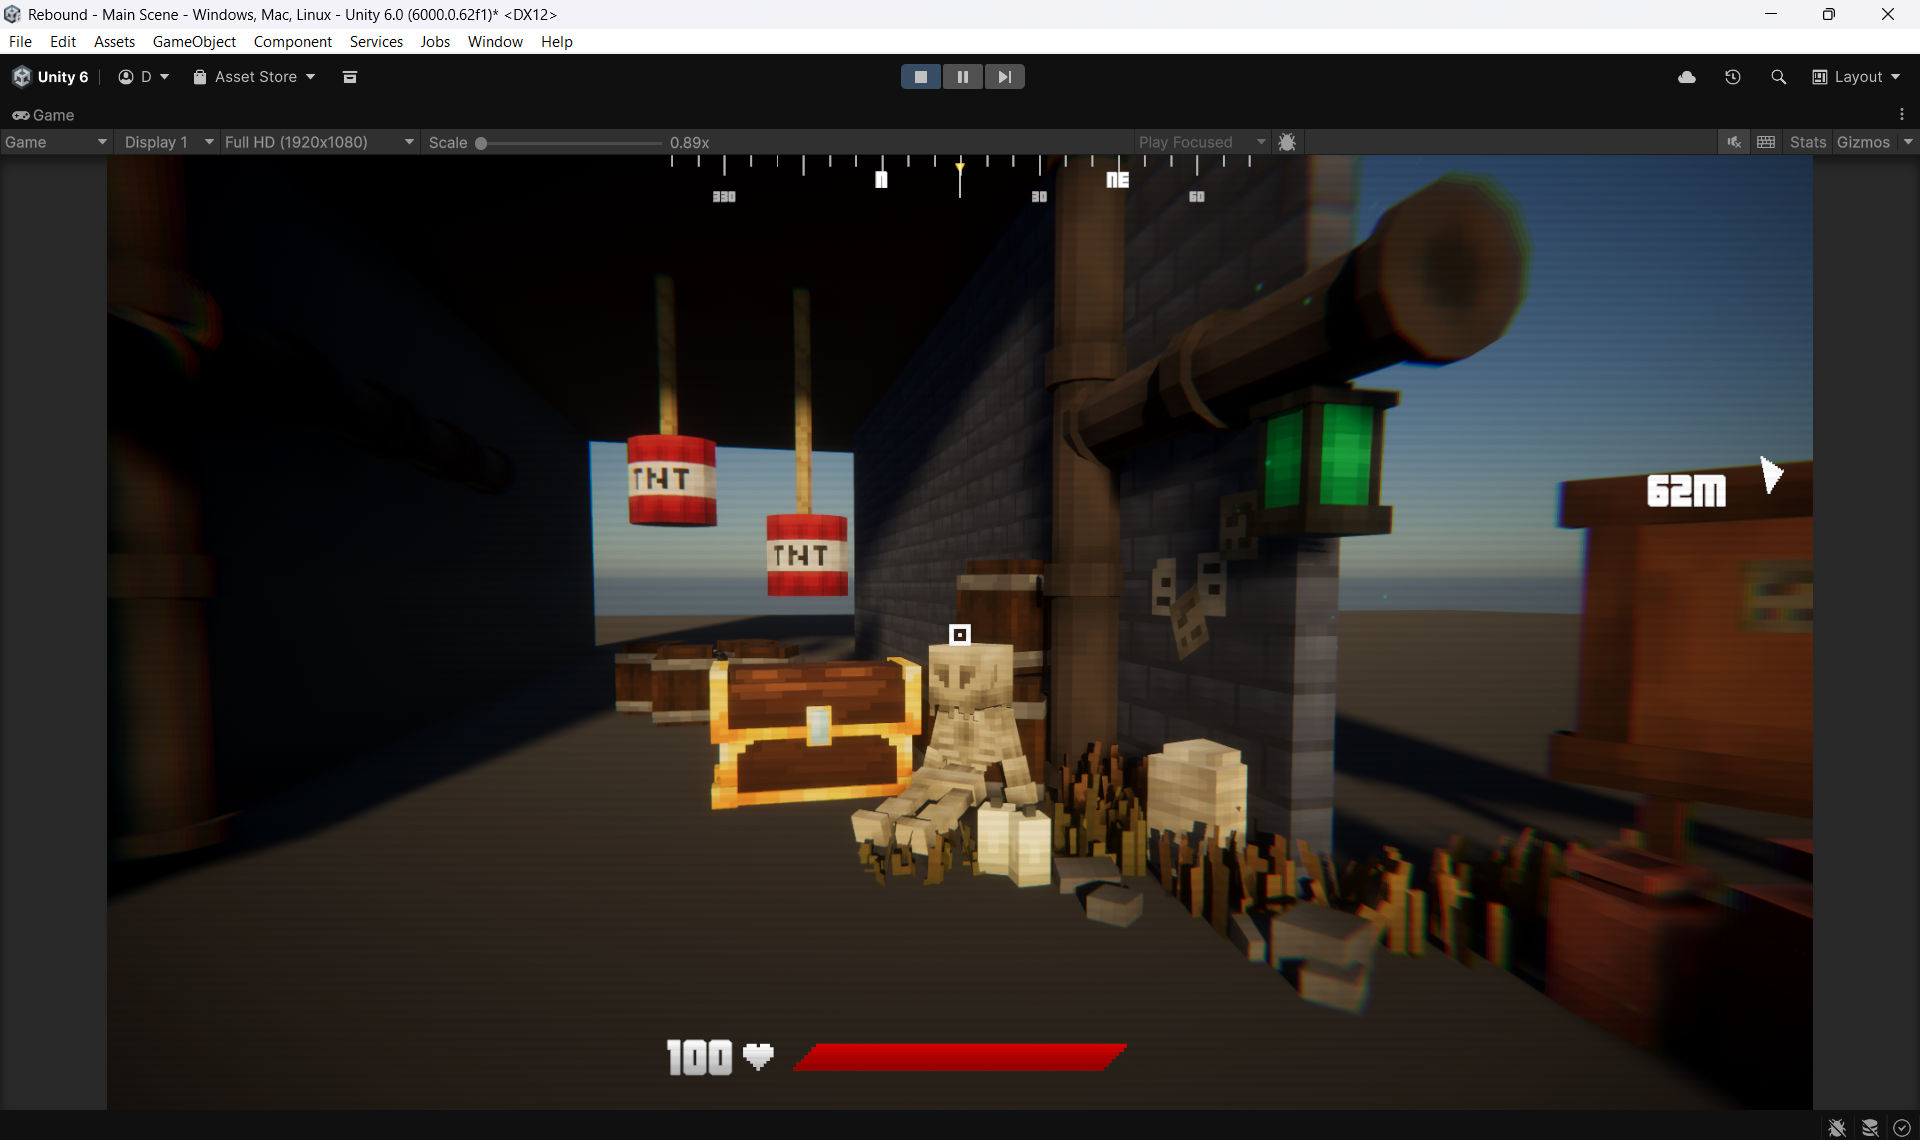 Rebound - Main Scene - Windows, Mac, Linux - Unity 6.0 (6000.0.62f1)* <DX12>
File Edit Assets GameObject Component Services Jobs Window Help
Unity 6 D Asset Store Layout
Game
Game Display 1 Full HD (1920x1080) Scale 0.89x Play Focused Stats Gizmos
N NE
330 30 60
TNT
62M
TNT
100